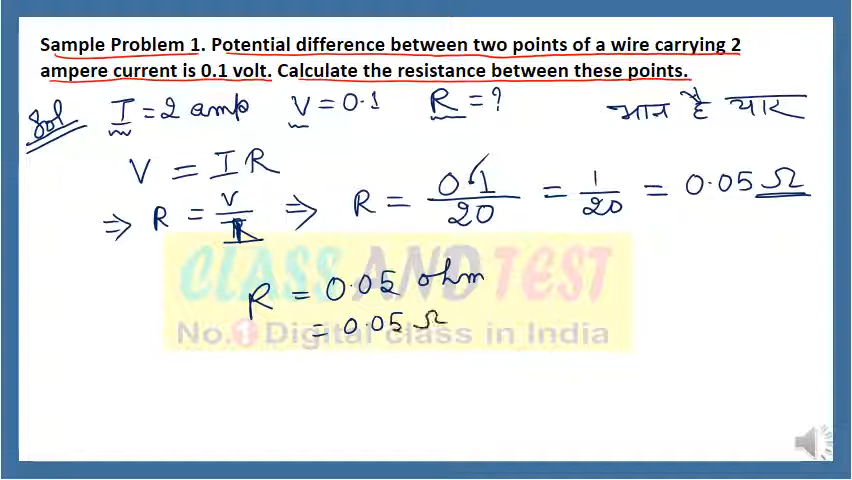 Sample Problem 1. Potential difference between two points of a wire carrying 2
ampere current is 0.1 volt. Calculate the resistance between these points.
Sol I = 2 amp V = 0.1 R = ? मान है यार
V = IR
⇒ R = V/I ⇒ R = 0.1/20 = 1/20 = 0.05 Ω
CLASS AND TEST
R = 0.05 ohm
= 0.05 Ω
No.1 Digital class in India